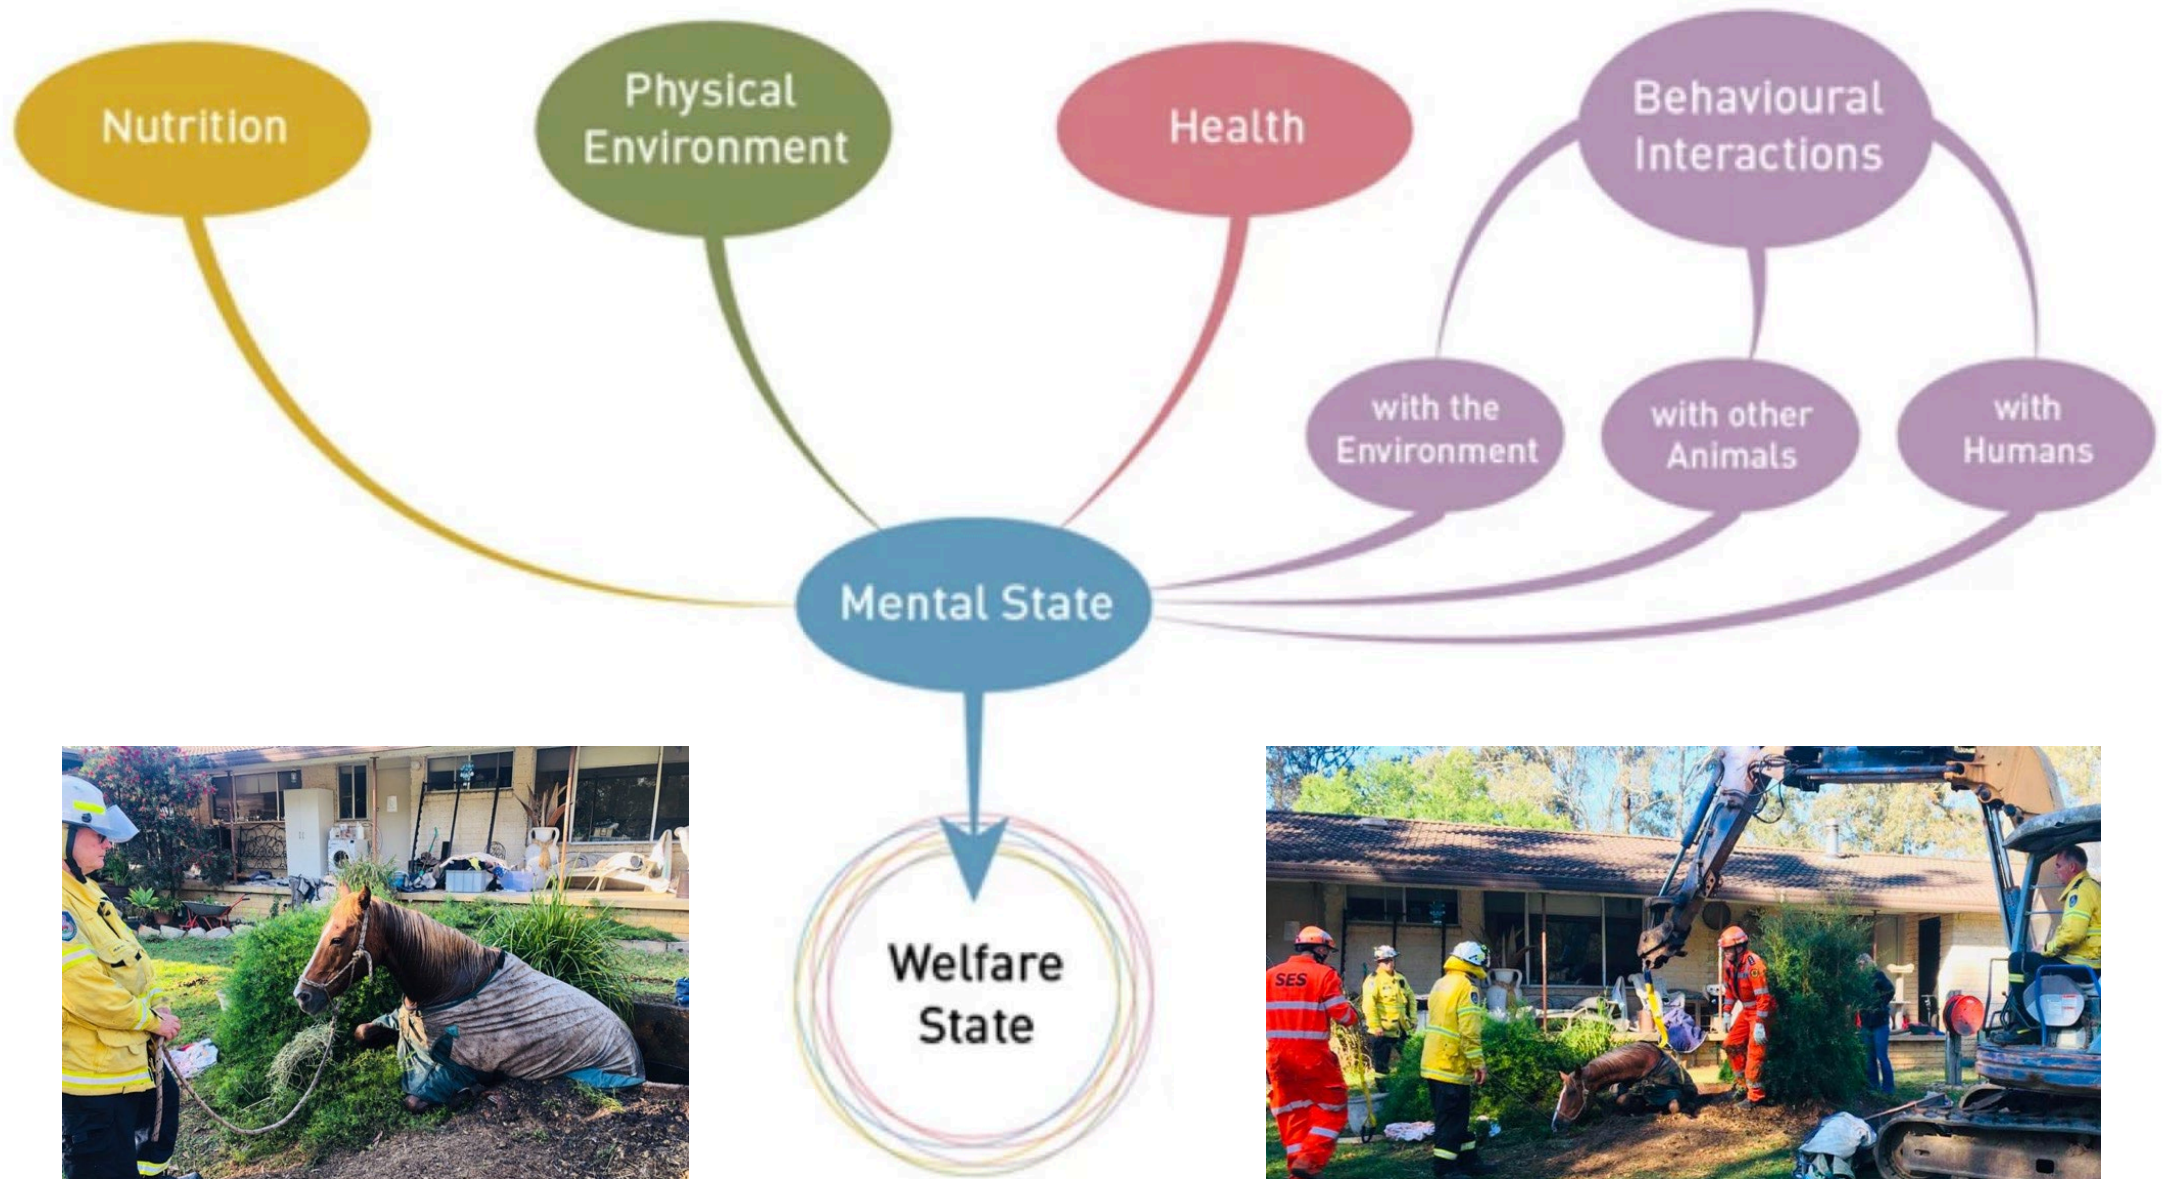 Nutrition
Physical
Environment
Health
Behavioural
Interactions
with the
Environment
with other
Animals
with
Humans
Mental State
Welfare
State
SES